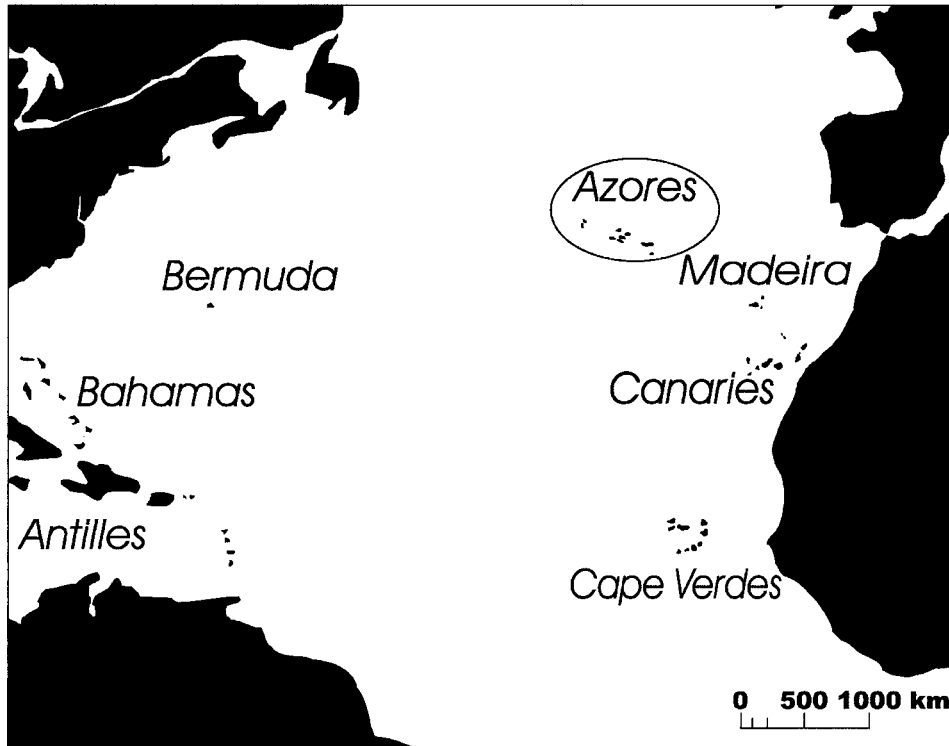 Azores
Bermuda
Madeira
Bahamas
Canaries
Antilles
Cape Verdes
0 500 1000 km